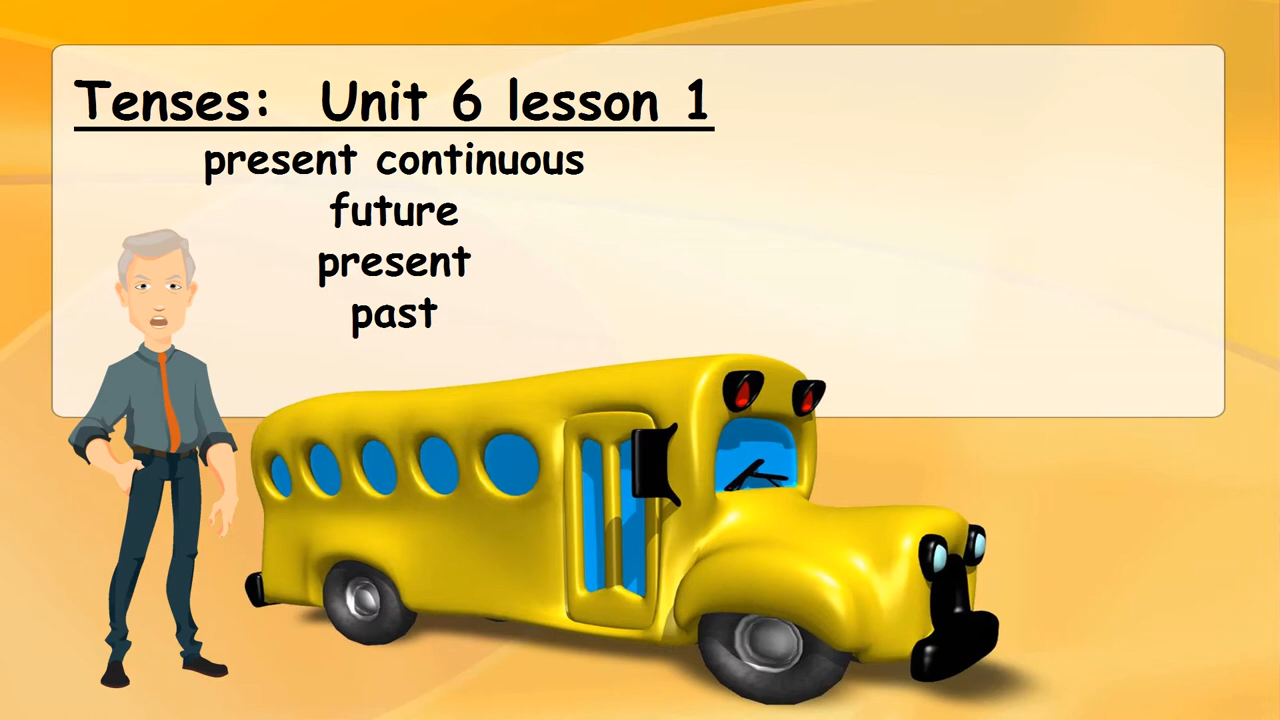 Tenses: Unit 6 lesson 1
present continuous
future
present
past